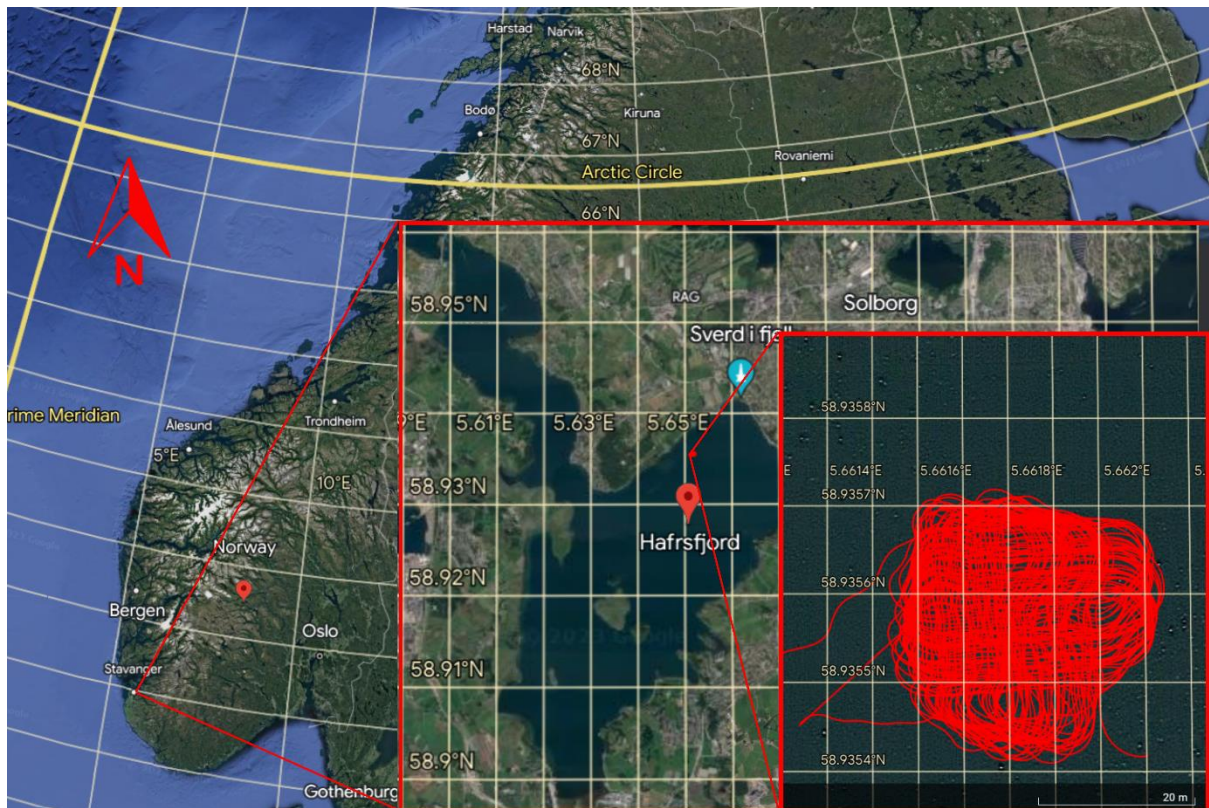 Harstad
Narvik
68°N
Bodø
Kiruna
67°N
Rovaniemi
Arctic Circle
66°N
N
rime Meridian
Ålesund
Trondheim
5°E
10°E
Norway
Bergen
Oslo
Stavanger
Gothenburg
58.95°N
RAG
Solborg
Sverd i fjell
9°E
5.61°E
5.63°E
5.65°E
58.93°N
Hafrsfjord
58.92°N
58.91°N
58.9°N
58.9358°N
E
5.6614°E
5.6616°E
5.6618°E
5.662°E
5.
58.9357°N
58.9356°N
58.9355°N
58.9354°N
20 m